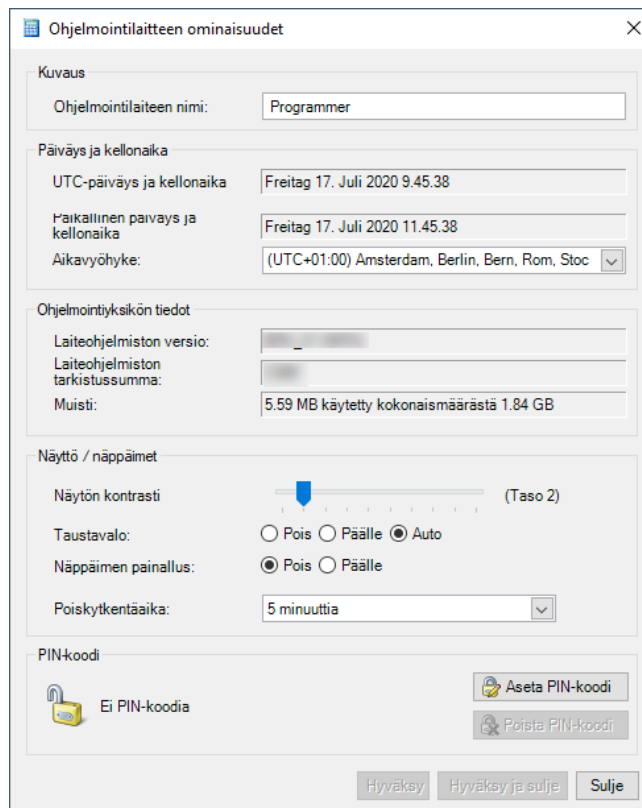 Ohjelmointilaitteen ominaisuudet
Kuvaus
Ohjelmointilaiteen nimi: Programmer
Päiväys ja kellonaika
UTC-päiväys ja kellonaika Freitag 17. Juli 2020 9.45.38
Paikallinen päiväys ja
kellonaika Freitag 17. Juli 2020 11.45.38
Aikavyöhyke: (UTC+01:00) Amsterdam, Berlin, Bern, Rom, Stoc
Ohjelmointiyksikön tiedot
Laiteohjelmiston versio:
Laiteohjelmiston
tarkistussumma:
Muisti: 5.59 MB käytetty kokonaismäärästä 1.84 GB
Näyttö / näppäimet
Näytön kontrasti (Taso 2)
Taustavalo: Pois Päälle Auto
Näppäimen painallus: Pois Päälle
Poiskytkentäaika: 5 minuuttia
PIN-koodi
Aseta PIN-koodi
Ei PIN-koodia
Poista PIN-koodi
Hyväksy Hyväksy ja sulje Sulje